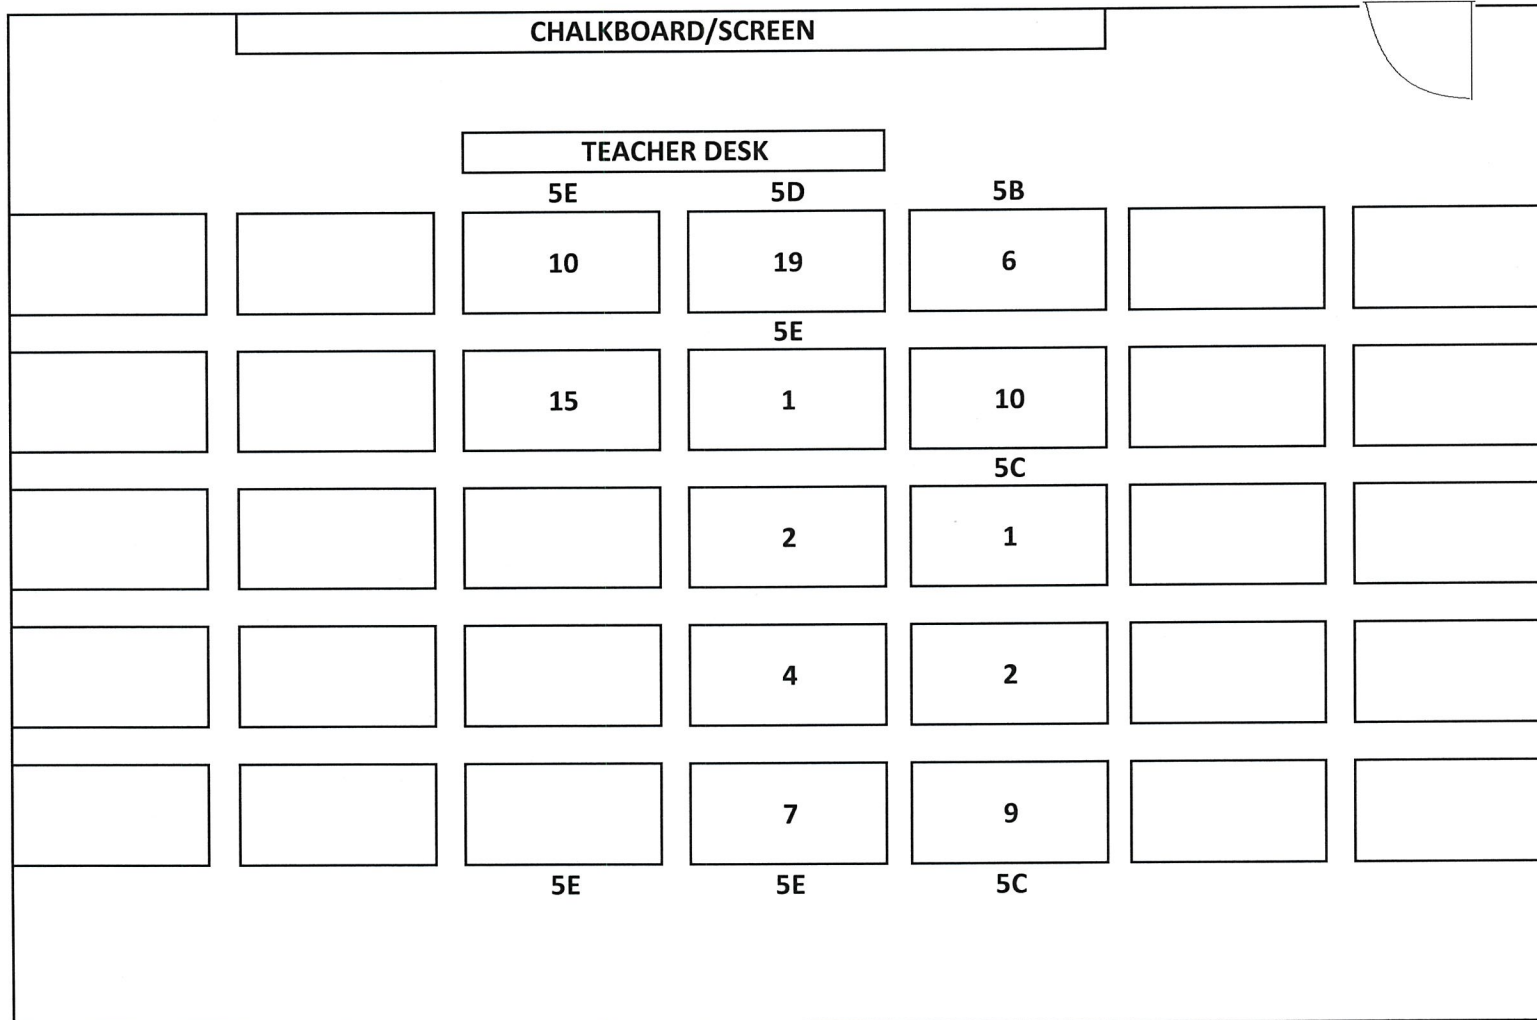 CHALKBOARD/SCREEN
TEACHER DESK
5E 5D 5B
10 19 6
5E
15 1 10
5C
2 1
4 2
7 9
5E 5E 5C